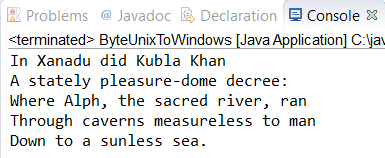 Problems @ Javadoc Declaration Console
<terminated> ByteUnixToWindows [Java Application] C:\jav
In Xanadu did Kubla Khan
A stately pleasure-dome decree:
Where Alph, the sacred river, ran
Through caverns measureless to man
Down to a sunless sea.